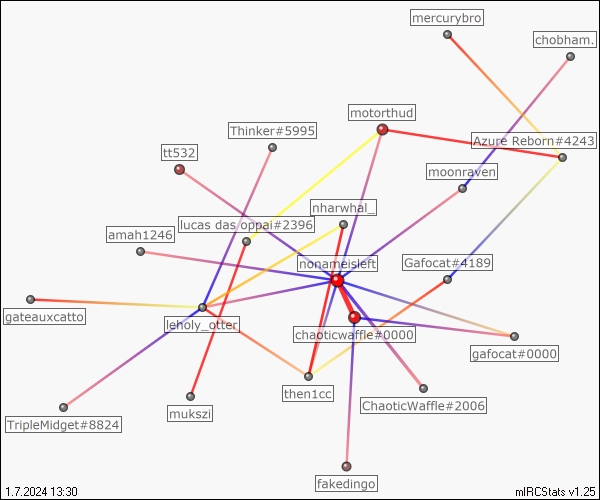 mercurybro
chobham.
motorthud
Thinker#5995
Azure Reborn#4243
tt532
moonraven
nharwhal_
lucas das oppai#2396
amah1246
nonameisleft
Gafocat#4189
gateauxcatto
leholy_otter
chaoticwaffle#0000
gafocat#0000
then1cc
ChaoticWaffle#2006
mukszi
TripleMidget#8824
fakedingo
1.7.2024 13:30
mIRCStats v1.25